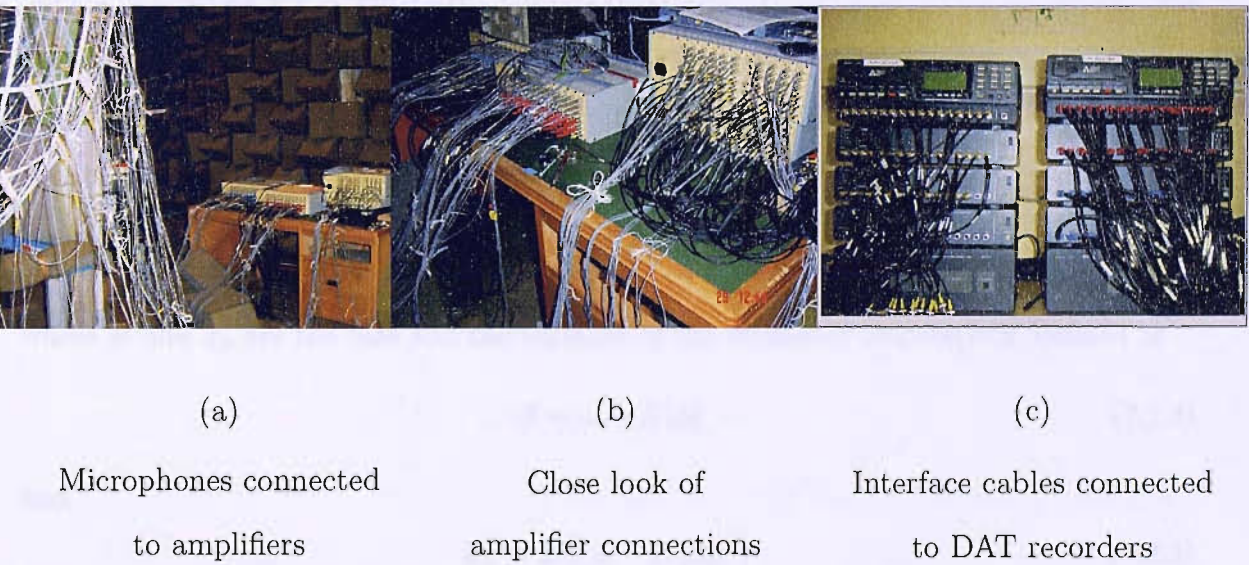 (a)
(b)
(c)
Microphones connected
to amplifiers
Close look of
amplifier connections
Interface cables connected
to DAT recorders